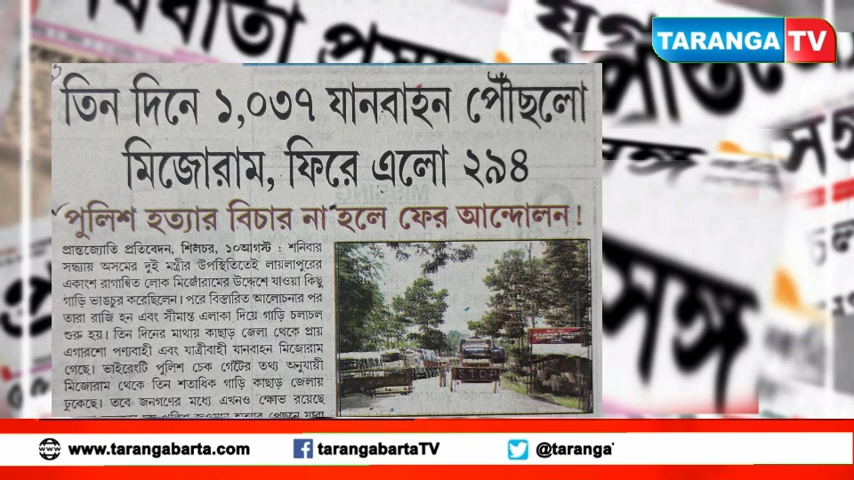 TARANGA TV
তিন দিনে ১,০৩৭ যানবাহন পৌঁছলো
মিজোরাম, ফিরে এলো ২৯৪
পুলিশ হত্যার বিচার না হলে ফের আন্দোলন!
প্রান্তজ্যোতি প্রতিবেদন, শিলচর, ১০আগস্ট : শনিবার
সন্ধ্যায় অসমের দুই মন্ত্রীর উপস্থিতিতেই লায়লাপুরের
একাংশ রাগান্বিত লোক মিজোরামের উদ্দেশে যাওয়া কিছু
গাড়ি ভাঙচুর করেছিলেন। পরে বিস্তারিত আলোচনার পর
তারা রাজি হন এবং সীমান্ত এলাকা দিয়ে গাড়ি চলাচল
শুরু হয়। তিন দিনের মাথায় কাছাড় জেলা থেকে প্রায়
এগারশো পণ্যবাহী এবং যাত্রীবাহী যানবাহন মিজোরাম
গেছে। ভাইরেংটি পুলিশ চেক গেটের তথ্য অনুযায়ী
মিজোরাম থেকে তিন শতাধিক গাড়ি কাছাড় জেলায়
ঢুকেছে। তবে জনগণের মধ্যে এখনও ক্ষোভ রয়েছে
www.tarangabarta.com
tarangabartaTV
@taranga